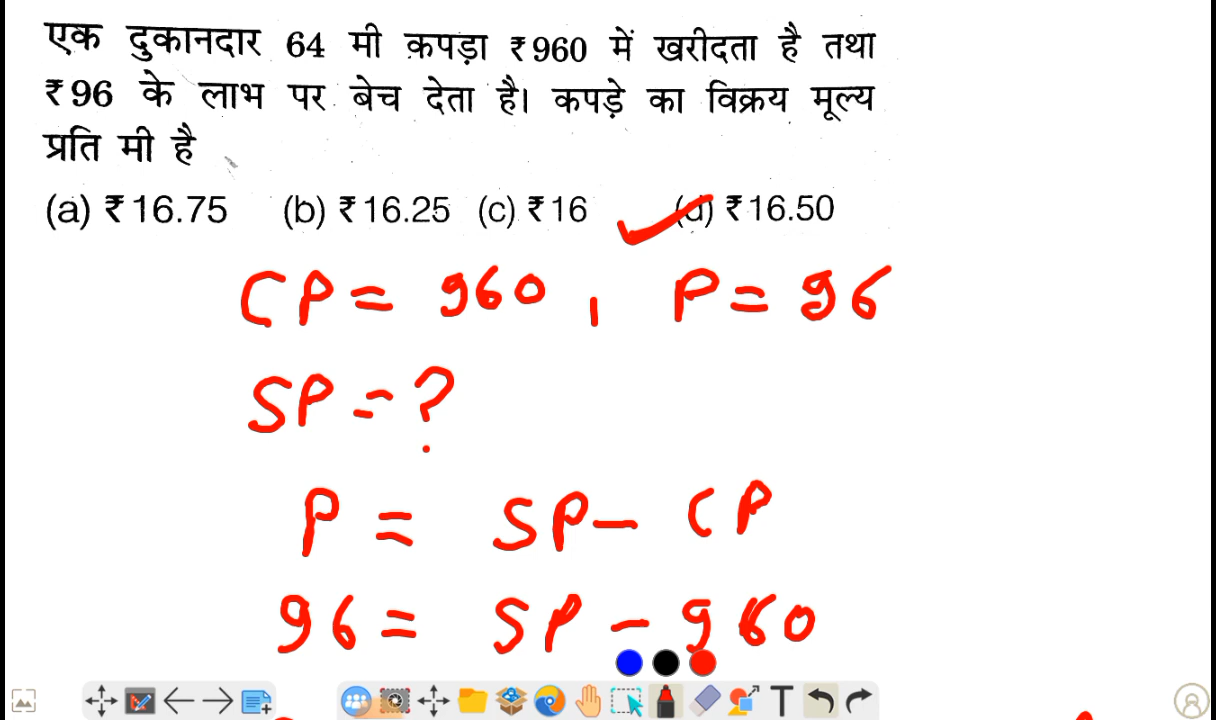 एक दुकानदार 64 मी कपड़ा ₹960 में खरीदता है तथा
₹96 के लाभ पर बेच देता है। कपड़े का विक्रय मूल्य
प्रति मी है
(a) ₹16.75 (b) ₹16.25 (c) ₹16 (d) ₹16.50
CP = 960, P = 96
SP = ?
P = SP - CP
96 = SP - 960